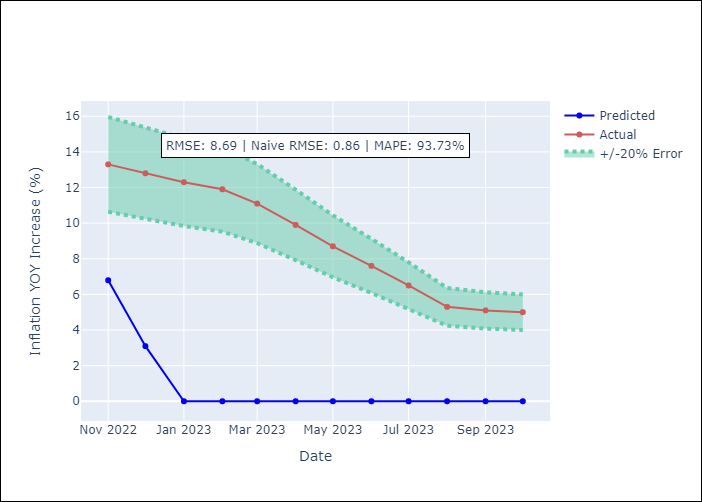 16
14
12
10
8
6
4
2
0
Inflation YOY Increase (%)
RMSE: 8.69 | Naive RMSE: 0.86 | MAPE: 93.73%
Predicted
Actual
+/-20% Error
Nov 2022 Jan 2023 Mar 2023 May 2023 Jul 2023 Sep 2023
Date